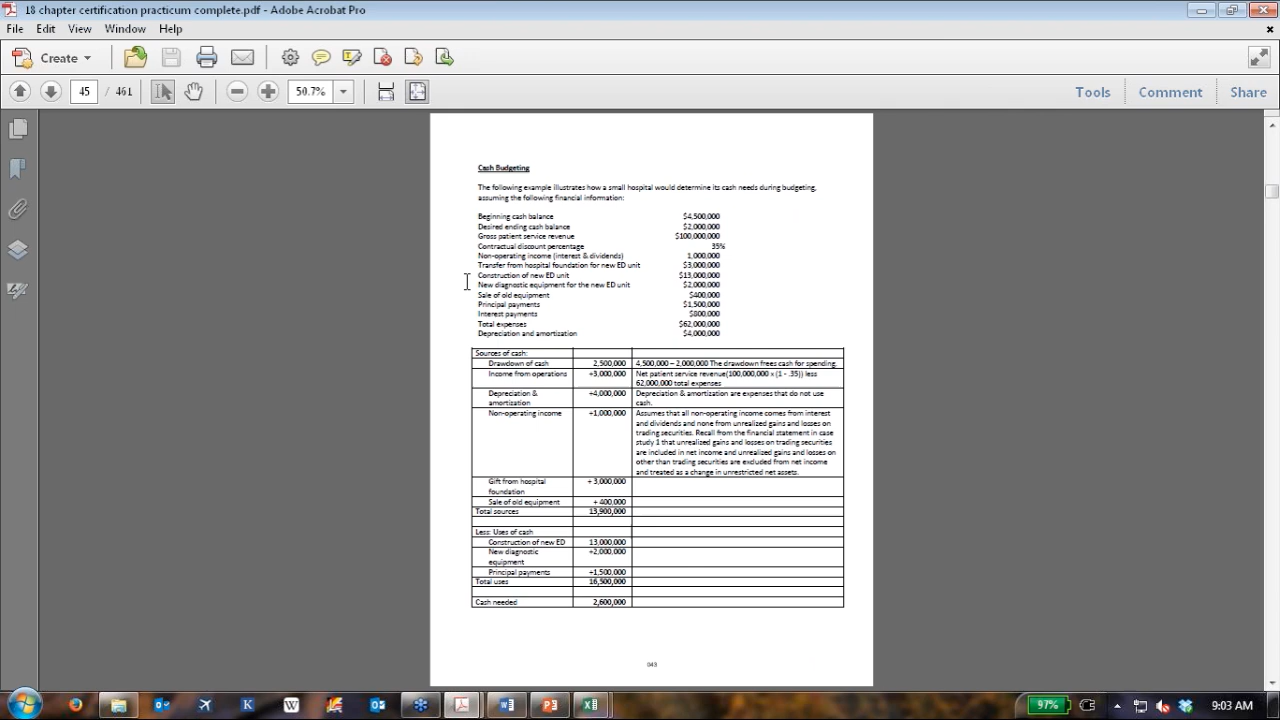 18 chapter certification practicum complete.pdf - Adobe Acrobat Pro
File Edit View Window Help
Create
45 / 461 50.7% Tools Comment Share
Cash Budgeting
The following example illustrates how a small hospital would determine its cash needs during budgeting,
assuming the following financial information:
Beginning cash balance $4,500,000
Desired ending cash balance $2,000,000
Gross patient service revenue $100,000,000
Contractual discount percentage 35%
Non-operating income (interest & dividends) 1,000,000
Transfer from hospital foundation for new ED unit $3,000,000
Construction of new ED unit $13,000,000
New diagnostic equipment for the new ED unit $2,000,000
Sale of old equipment $400,000
Principal payments $1,500,000
Interest payments $800,000
Total expenses $62,000,000
Depreciation and amortization $4,000,000
Sources of cash:
Drawdown of cash 2,500,000 4,500,000 – 2,000,000 The drawdown frees cash for spending.
Income from operations +3,000,000 Net patient service revenue(100,000,000 x (1 - .35)) less
62,000,000 total expenses
Depreciation & +4,000,000 Depreciation & amortization are expenses that do not use
amortization cash.
Non-operating income +1,000,000 Assumes that all non-operating income comes from interest
and dividends and none from unrealized gains and losses on
trading securities. Recall from the financial statement in case
study 1 that unrealized gains and losses on trading securities
are included in net income and unrealized gains and losses on
other than trading securities are excluded from net income
and treated as a change in unrestricted net assets.
Gift from hospital + 3,000,000
foundation
Sale of old equipment + 400,000
Total sources 13,900,000
Less: Uses of cash
Construction of new ED 13,000,000
New diagnostic +2,000,000
equipment
Principal payments +1,500,000
Total uses 16,500,000
Cash needed 2,600,000
043
97% 9:03 AM